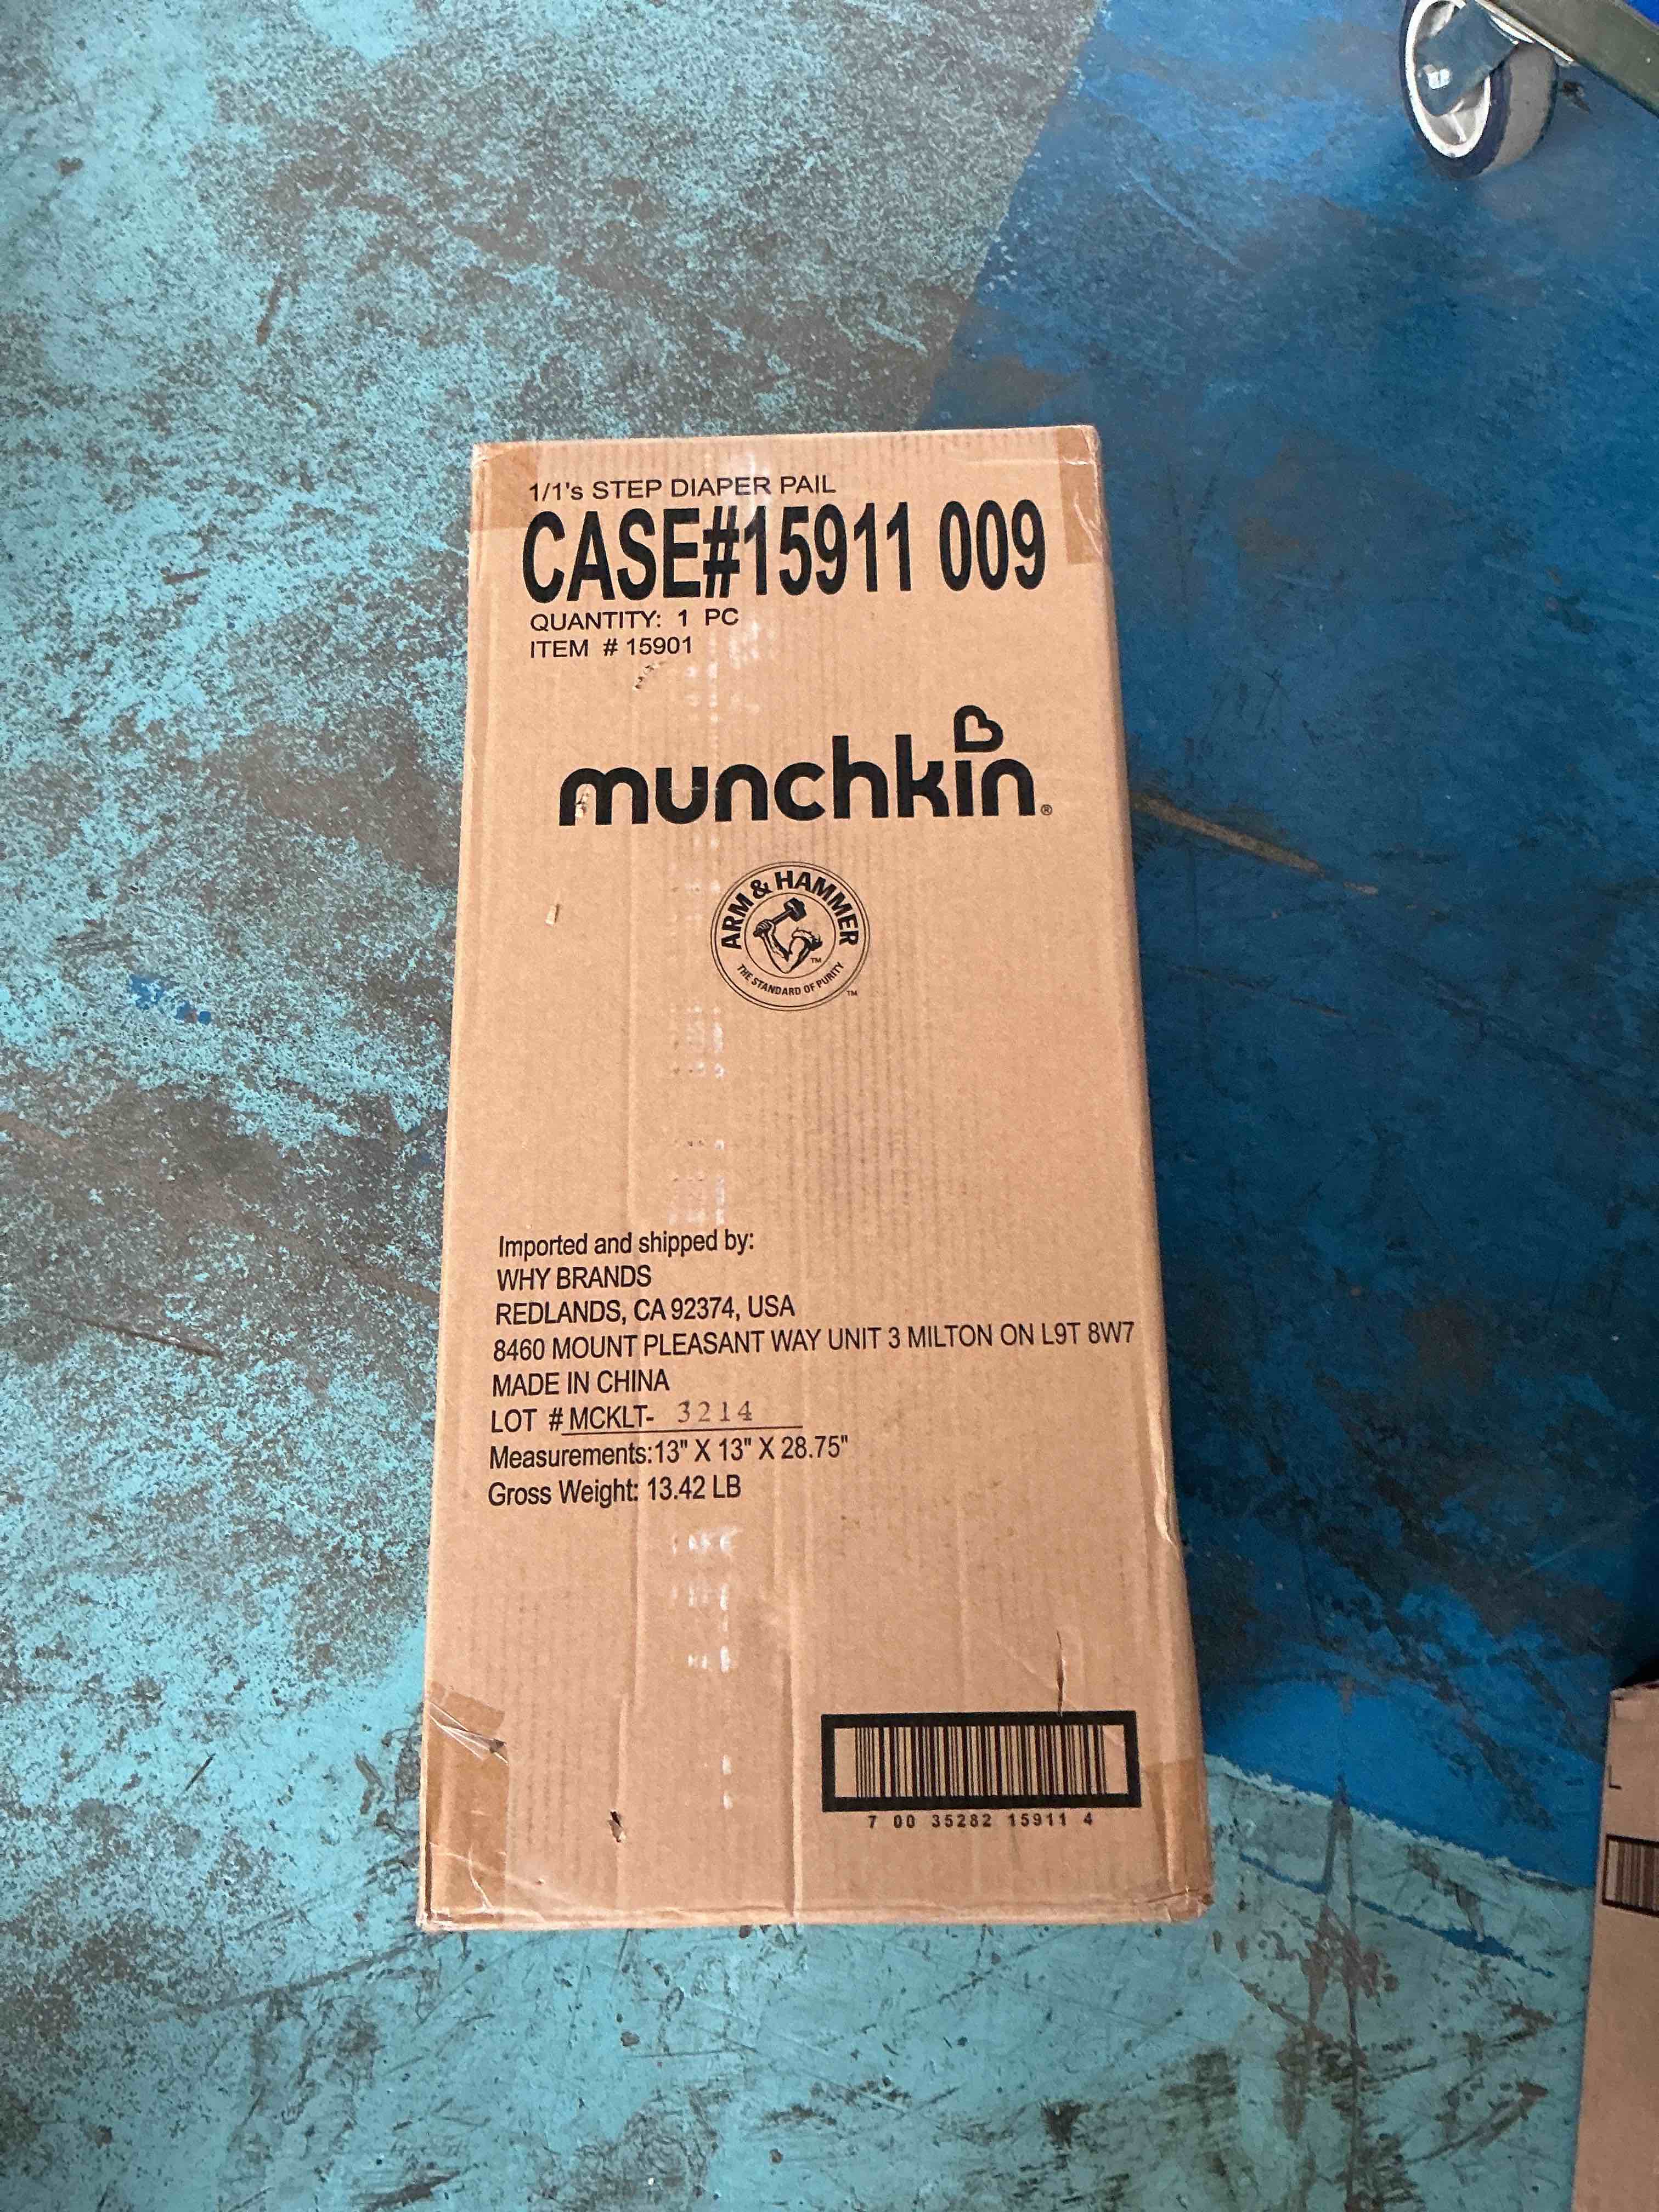 1/1's STEP DIAPER PAIL
CASE#15911 009
QUANTITY: 1 PC
ITEM # 15901
munchkin®
ARM & HAMMER
THE STANDARD OF PURITY
TM
TM
Imported and shipped by:
WHY BRANDS
REDLANDS, CA 92374, USA
8460 MOUNT PLEASANT WAY UNIT 3 MILTON ON L9T 8W7
MADE IN CHINA
LOT # MCKLT- 3214
Measurements:13" X 13" X 28.75"
Gross Weight: 13.42 LB
7 00 35282 15911 4
L